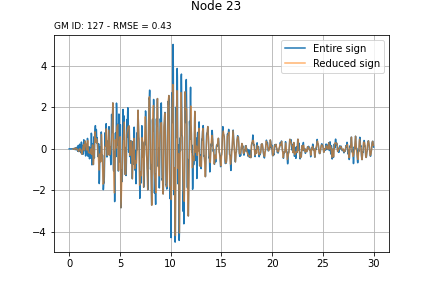 Node 23
GM ID: 127 - RMSE = 0.43
Entire sign
Reduced sign
4
2
0
−2
−4
0 5 10 15 20 25 30